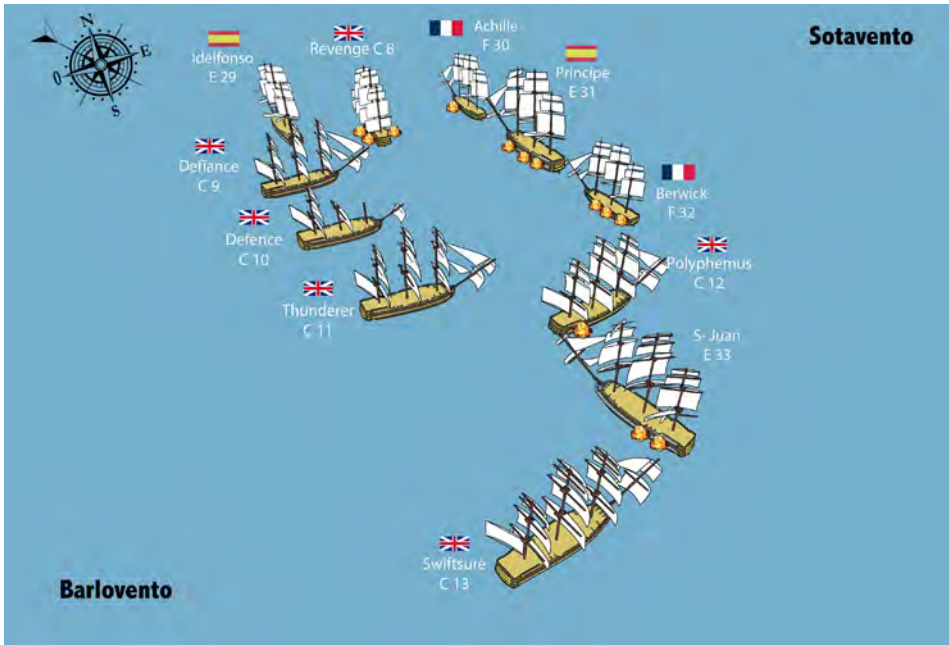 N
E
S
O
Sotavento
Idelfonso
E 29
Revenge C 8
Achille
F 30
Principe
E 31
Defiance
C 9
Berwick
F 32
Defence
C 10
Polyphemus
C 12
Thunderer
C 11
S- Juan
E 33
Swiftsure
C 13
Barlovento